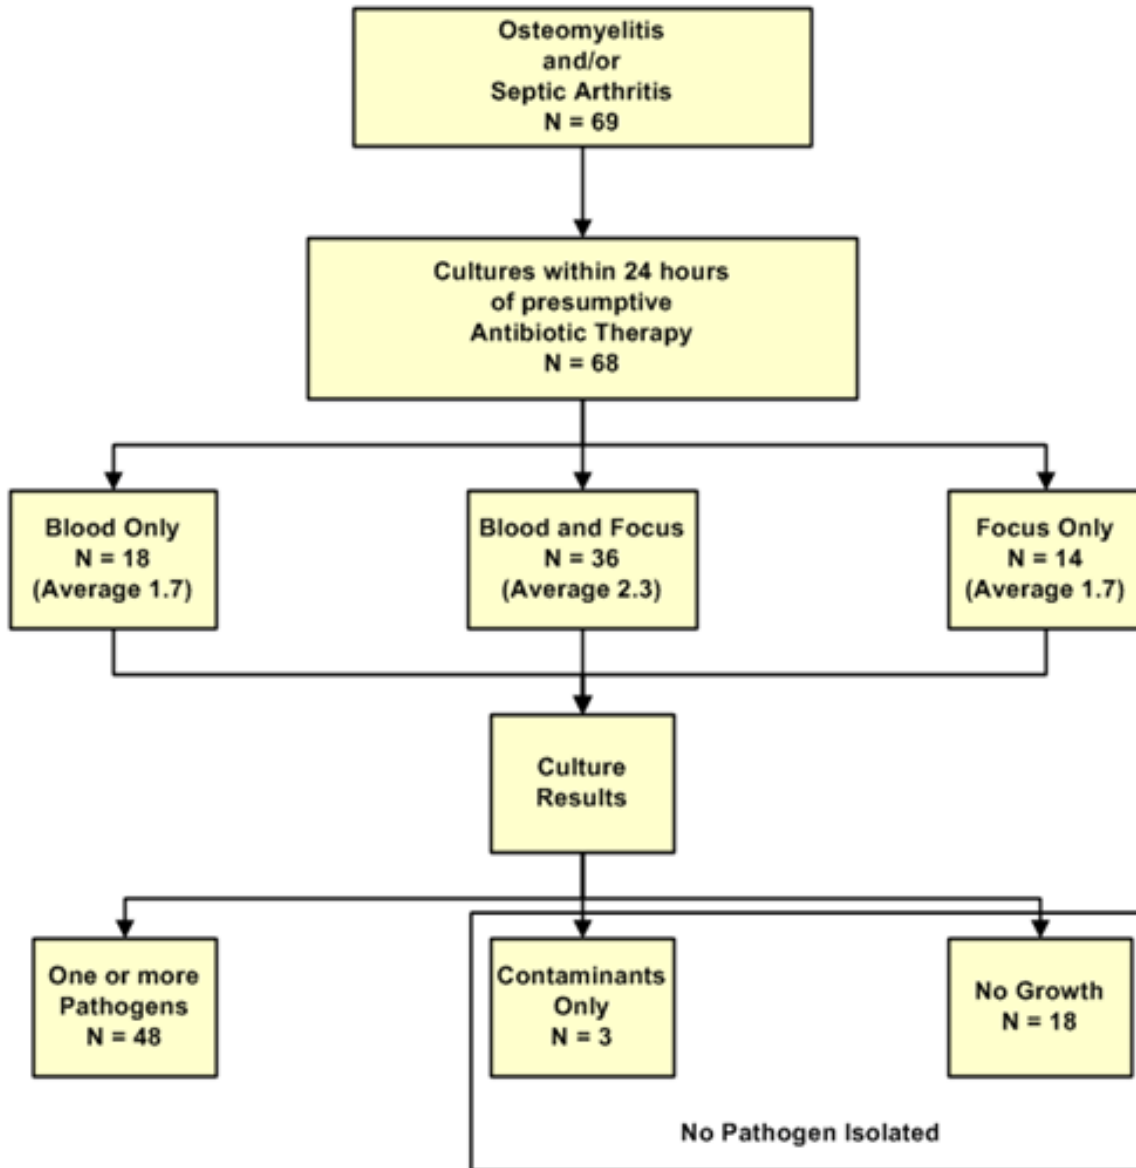 Osteomyelitis
and/or
Septic Arthritis
N = 69
Cultures within 24 hours
of presumptive
Antibiotic Therapy
N = 68
Blood Only
N = 18
(Average 1.7)
Blood and Focus
N = 36
(Average 2.3)
Focus Only
N = 14
(Average 1.7)
Culture
Results
One or more
Pathogens
N = 48
Contaminants
Only
N = 3
No Growth
N = 18
No Pathogen Isolated